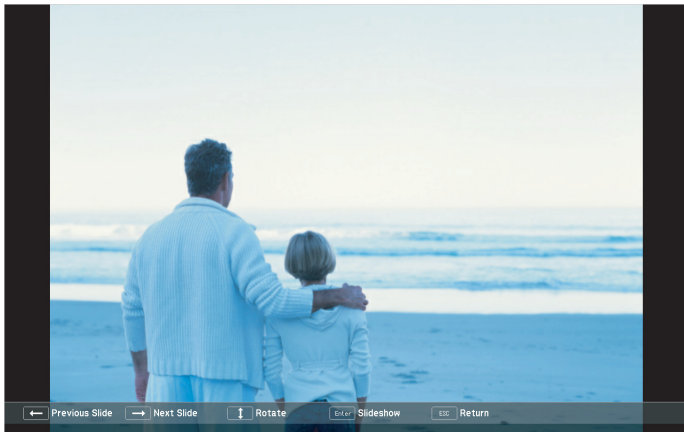 ← Previous Slide → Next Slide ↕ Rotate Enter Slideshow ESC Return